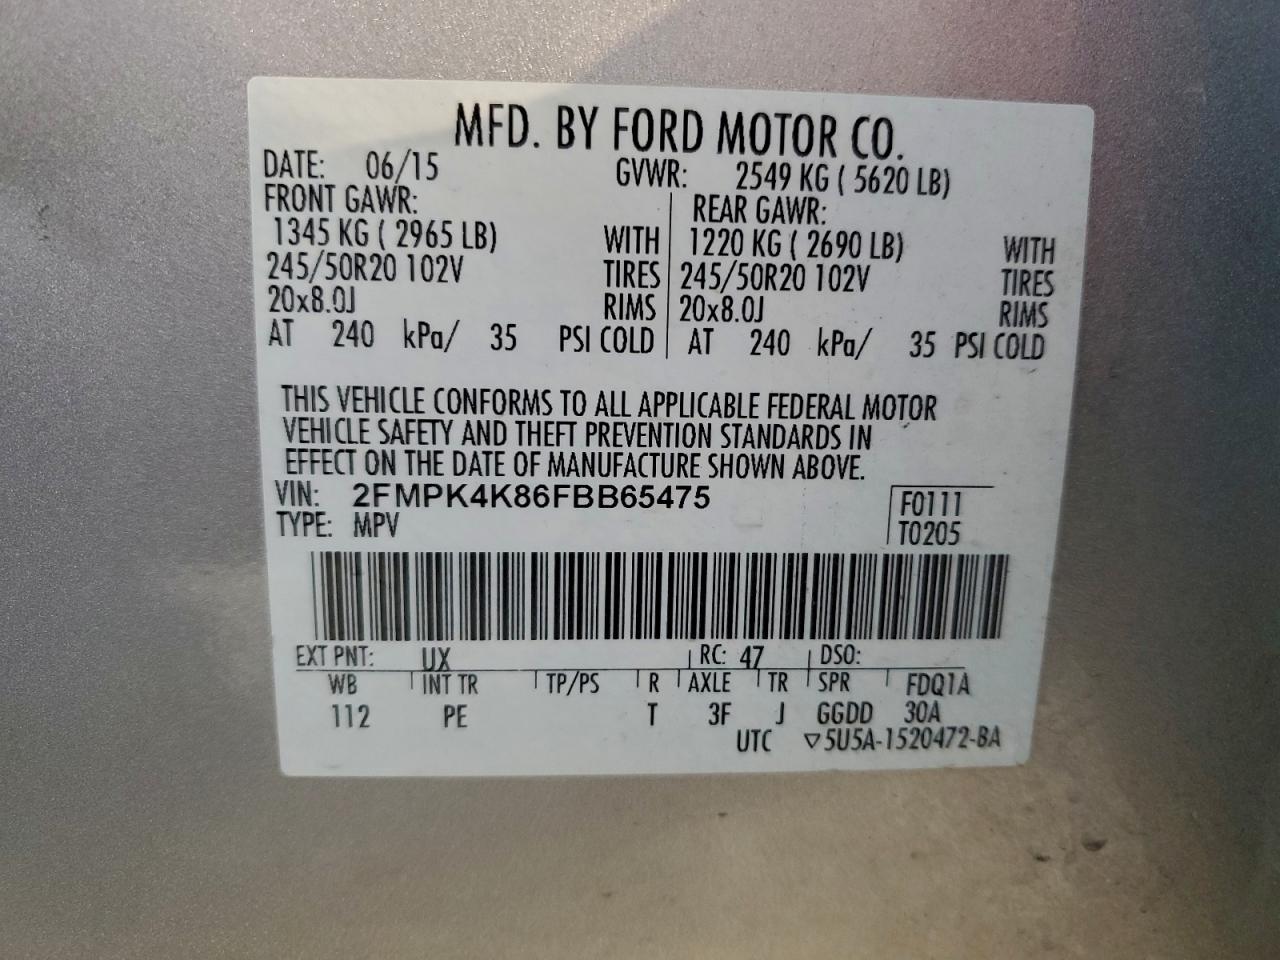 MFD. BY FORD MOTOR CO.
DATE: 06/15 GVWR: 2549 KG ( 5620 LB)
FRONT GAWR: REAR GAWR:
1345 KG ( 2965 LB) WITH 1220 KG ( 2690 LB) WITH
245/50R20 102V TIRES 245/50R20 102V TIRES
20x8.0J RIMS 20x8.0J RIMS
AT 240 kPa/ 35 PSI COLD AT 240 kPa/ 35 PSI COLD
THIS VEHICLE CONFORMS TO ALL APPLICABLE FEDERAL MOTOR
VEHICLE SAFETY AND THEFT PREVENTION STANDARDS IN
EFFECT ON THE DATE OF MANUFACTURE SHOWN ABOVE.
VIN: 2FMPK4K86FBB65475 F0111
TYPE: MPV T0205
EXT PNT: UX RC: 47 DSO:
WB INT TR TP/PS R AXLE TR SPR FDQ1A
112 PE T 3F J GGDD 30A
UTC ▽5U5A-1520472-BA